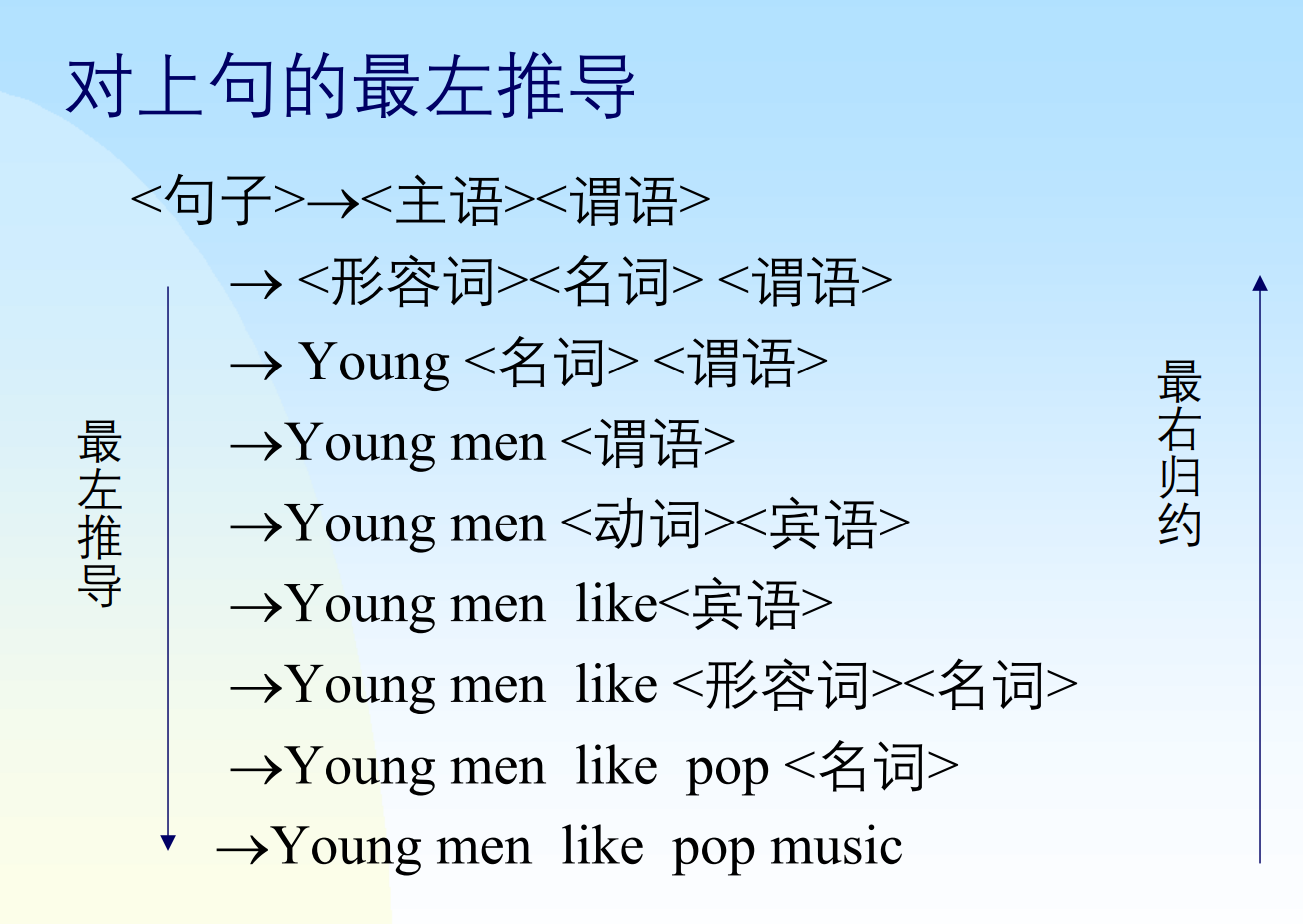 对上句的最左推导
<句子>→<主语><谓语>
→ <形容词><名词> <谓语>
→ Young <名词> <谓语>
→Young men <谓语>
→Young men <动词><宾语>
→Young men like<宾语>
→Young men like <形容词><名词>
→Young men like pop <名词>
→Young men like pop music
最左推导
最右归约